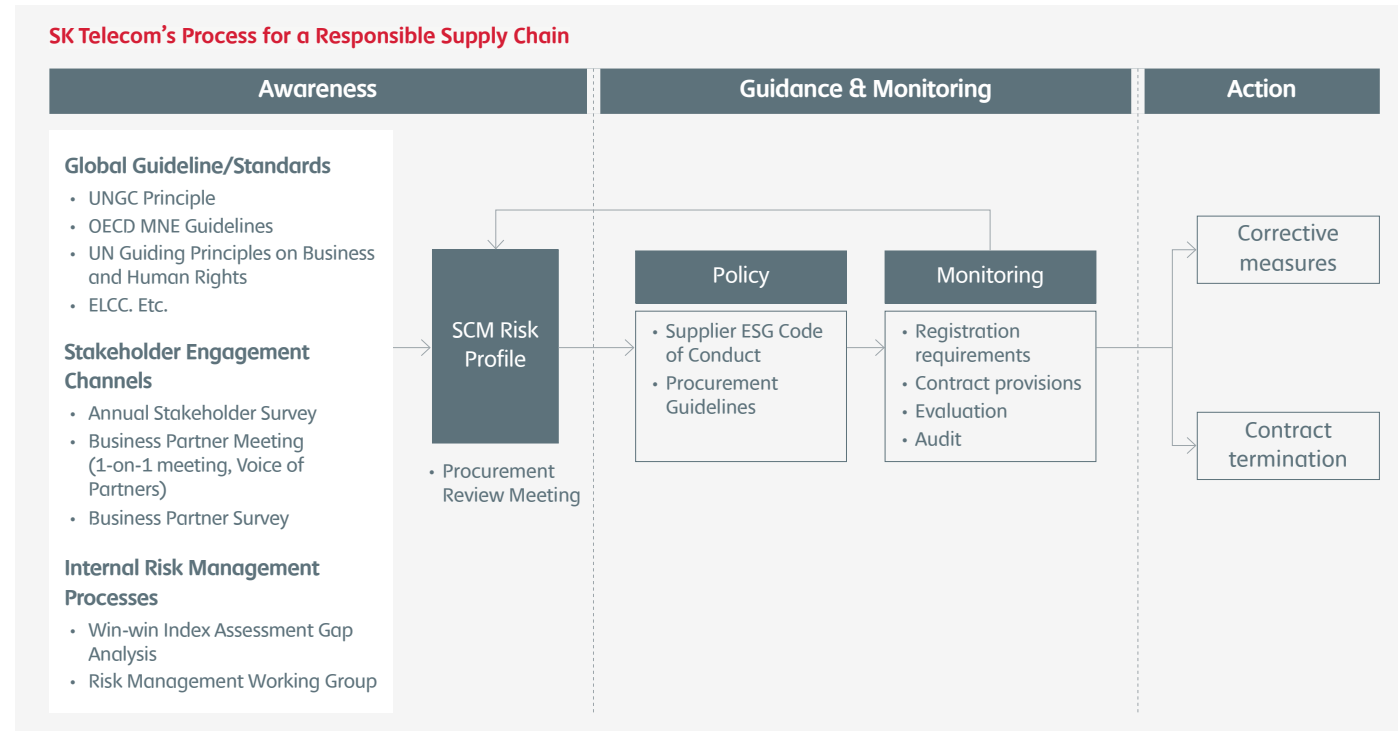 SK Telecom's Process for a Responsible Supply Chain
Awareness
Guidance & Monitoring
Action
Global Guideline/Standards
• UNGC Principle
• OECD MNE Guidelines
• UN Guiding Principles on Business
and Human Rights
• ELCC. Etc.
Stakeholder Engagement
Channels
• Annual Stakeholder Survey
• Business Partner Meeting
(1-on-1 meeting, Voice of
Partners)
• Business Partner Survey
Internal Risk Management
Processes
• Win-win Index Assessment Gap
Analysis
• Risk Management Working Group
SCM Risk
Profile
• Procurement
Review Meeting
Policy
• Supplier ESG Code
of Conduct
• Procurement
Guidelines
Monitoring
• Registration
requirements
• Contract provisions
• Evaluation
• Audit
Corrective
measures
Contract
termination